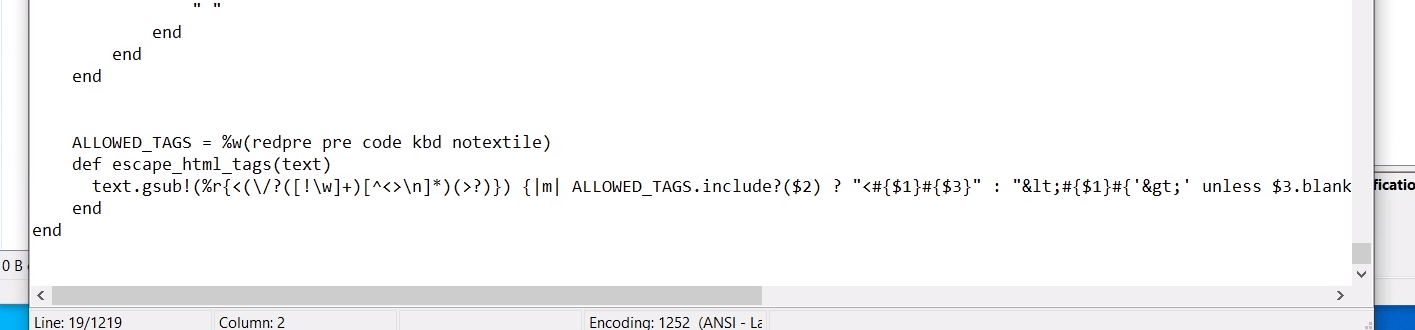 " "
end
end
end
ALLOWED_TAGS = %w(redpre pre code kbd notextile)
def escape_html_tags(text)
text.gsub!(%r{<(\/?([!\w]+)[^<>\n]*)(>?)}) {|m| ALLOWED_TAGS.include?($2) ? "<#{$1}#{$3}" : "&lt;#{$1}#{'&gt;' unless $3.blank
end
end
ficatio
0 B
Line: 19/1219
Column: 2
Encoding: 1252 (ANSI - La